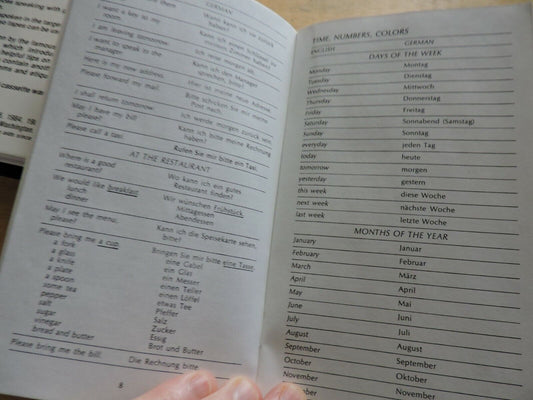 GERMAN
I want a key to my room. Wann kann ich sie haben?
I am leaving tomorrow. Ich reise morgen ab.
I want to speak to the manager.
Here is my new address. Hier ist meine neue Adresse.
Please forward my mail. Bitte schicken Sie mir die Post nach.
I shall return tomorrow. Ich werde morgen zurück sein.
May I have my bill please? Kann ich bitte meine Rechnung haben?
Please call a taxi. Rufen Sie mir bitte ein Taxi.
AT THE RESTAURANT
Where is a good restaurant? Wo kann ich ein gutes Restaurant finden?
We would like breakfast. Wir wünschen Frühstück.
lunch Mittagessen
dinner Abendessen
May I see the menu, please? Kann ich die Speisekarte sehen, bitte?
Please bring me a cup. Bringen Sie mir bitte eine Tasse.
a fork eine Gabel
a glass ein Glas
a knife ein Messer
a plate einen Teller
a spoon einen Löffel
some tea etwas Tee
pepper Pfeffer
salt Salz
sugar Zucker
vinegar Essig
bread and butter Brot und Butter
Please bring me the bill. Die Rechnung bitte.
8
TIME, NUMBERS, COLORS
ENGLISH GERMAN
DAYS OF THE WEEK
Monday Montag
Tuesday Dienstag
Wednesday Mittwoch
Thursday Donnerstag
Friday Freitag
Saturday Sonnabend (Samstag)
Sunday Sonntag
everyday jeden Tag
today heute
tomorrow morgen
yesterday gestern
this week diese Woche
next week nächste Woche
last week letzte Woche
MONTHS OF THE YEAR
January Januar
February Februar
March März
April April
May Mai
June Juni
July Juli
August August
September September
October Oktober
November November